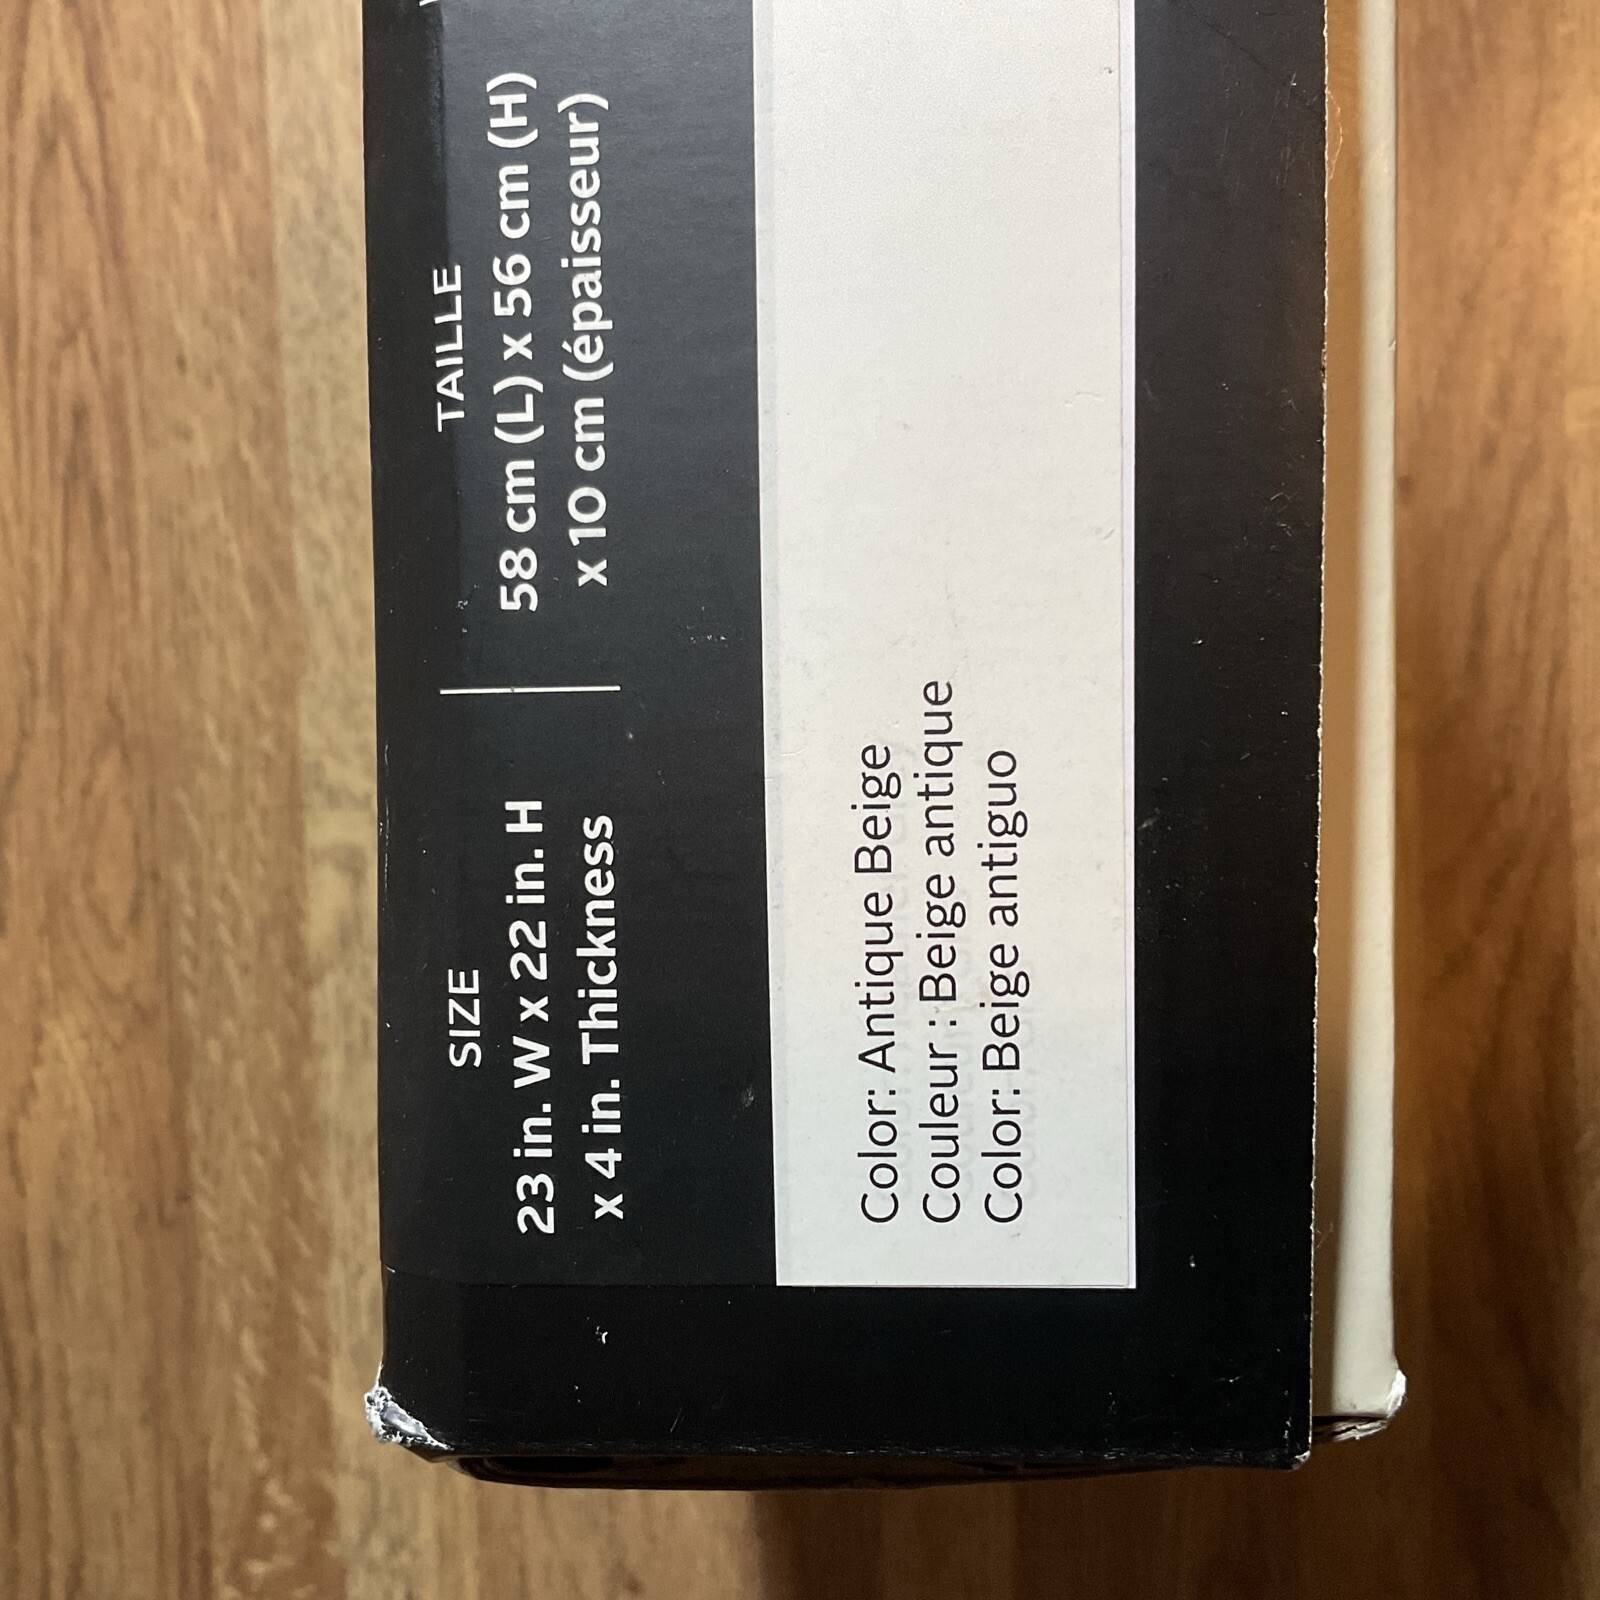 SIZE
23 in. W x 22 in. H
x 4 in. Thickness
TAILLE
58 cm (L) x 56 cm (H)
x 10 cm (épaisseur)
Color: Antique Beige
Couleur : Beige antique
Color: Beige antiguo